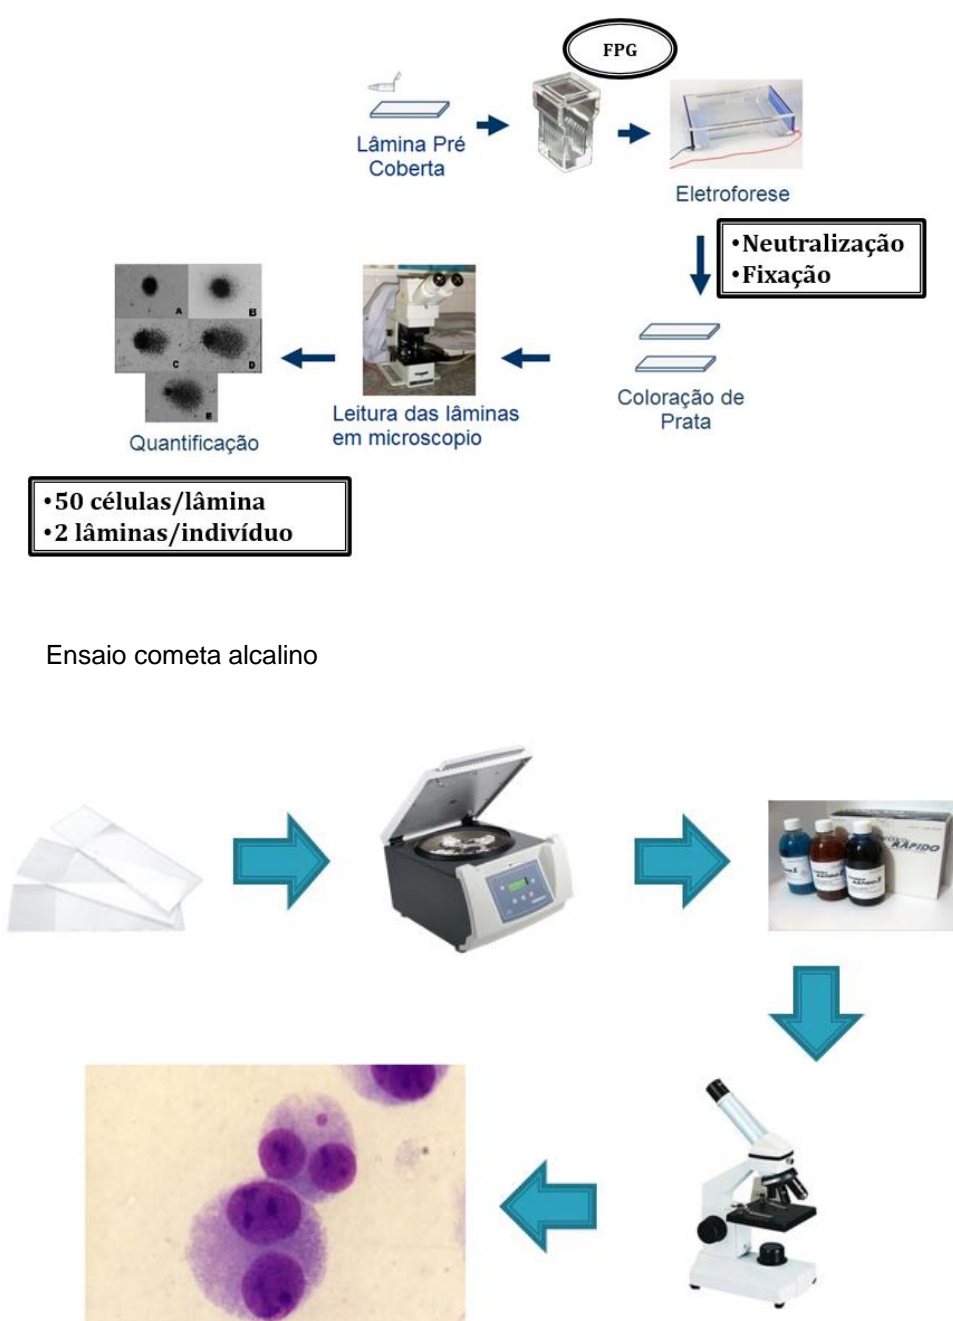 FPG
Lâmina Pré
Coberta
Eletroforese
•Neutralização
•Fixação
Coloração de
Prata
Leitura das lâminas
em microscopio
A
B
C
D
E
Quantificação
•50 células/lâmina
•2 lâminas/indivíduo
Ensaio cometa alcalino
RÁPIDO